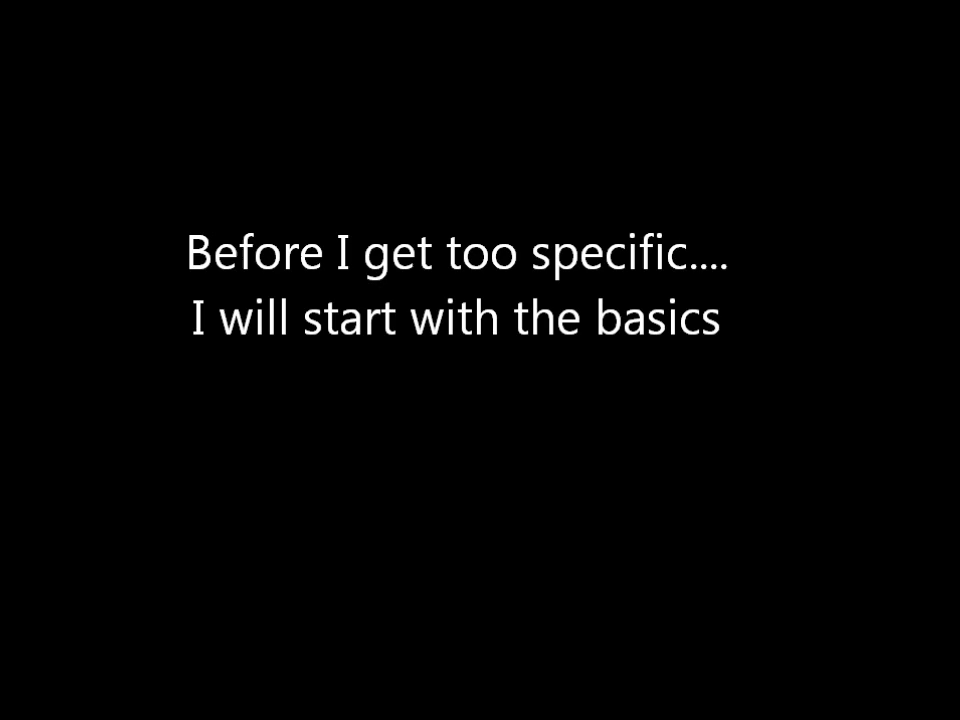 Before I get too specific....
I will start with the basics